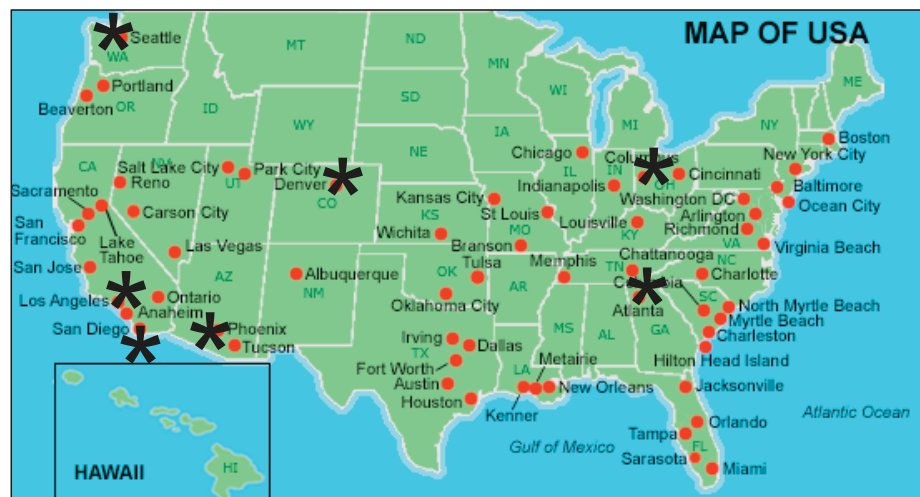 MAP OF USA
Seattle
WA
MT
ND
MN
ME
Portland
Beaverton
OR
ID
SD
WI
MI
NY
WY
IA
Boston
CA
NV
Salt Lake City
Park City
UT
NE
Chicago
Columbus
New York City
Reno
Denver
CO
IL
IN
OH
Cincinnati
Indianapolis
Baltimore
Sacramento
Kansas City
Washington DC
Ocean City
Carson City
KS
St Louis
Louisville
Arlington
San
Francisco
Wichita
MO
KY
Richmond
Lake
Tahoe
Las Vegas
Branson
VA
Virginia Beach
San Jose
AZ
Albuquerque
Tulsa
OK
Memphis
Chattanooga
TN
NC
Charlotte
Columbia
Los Angeles
Ontario
NM
Oklahoma City
AR
SC
North Myrtle Beach
Anaheim
Atlanta
GA
Myrtle Beach
San Diego
Phoenix
MS
AL
Charleston
Tucson
Irving
Dallas
TX
Metairie
Hilton Head Island
Fort Worth
LA
Austin
New Orleans
Jacksonville
Houston
Kenner
Atlantic Ocean
Orlando
Gulf of Mexico
Tampa
FL
Sarasota
Miami
HAWAII
HI